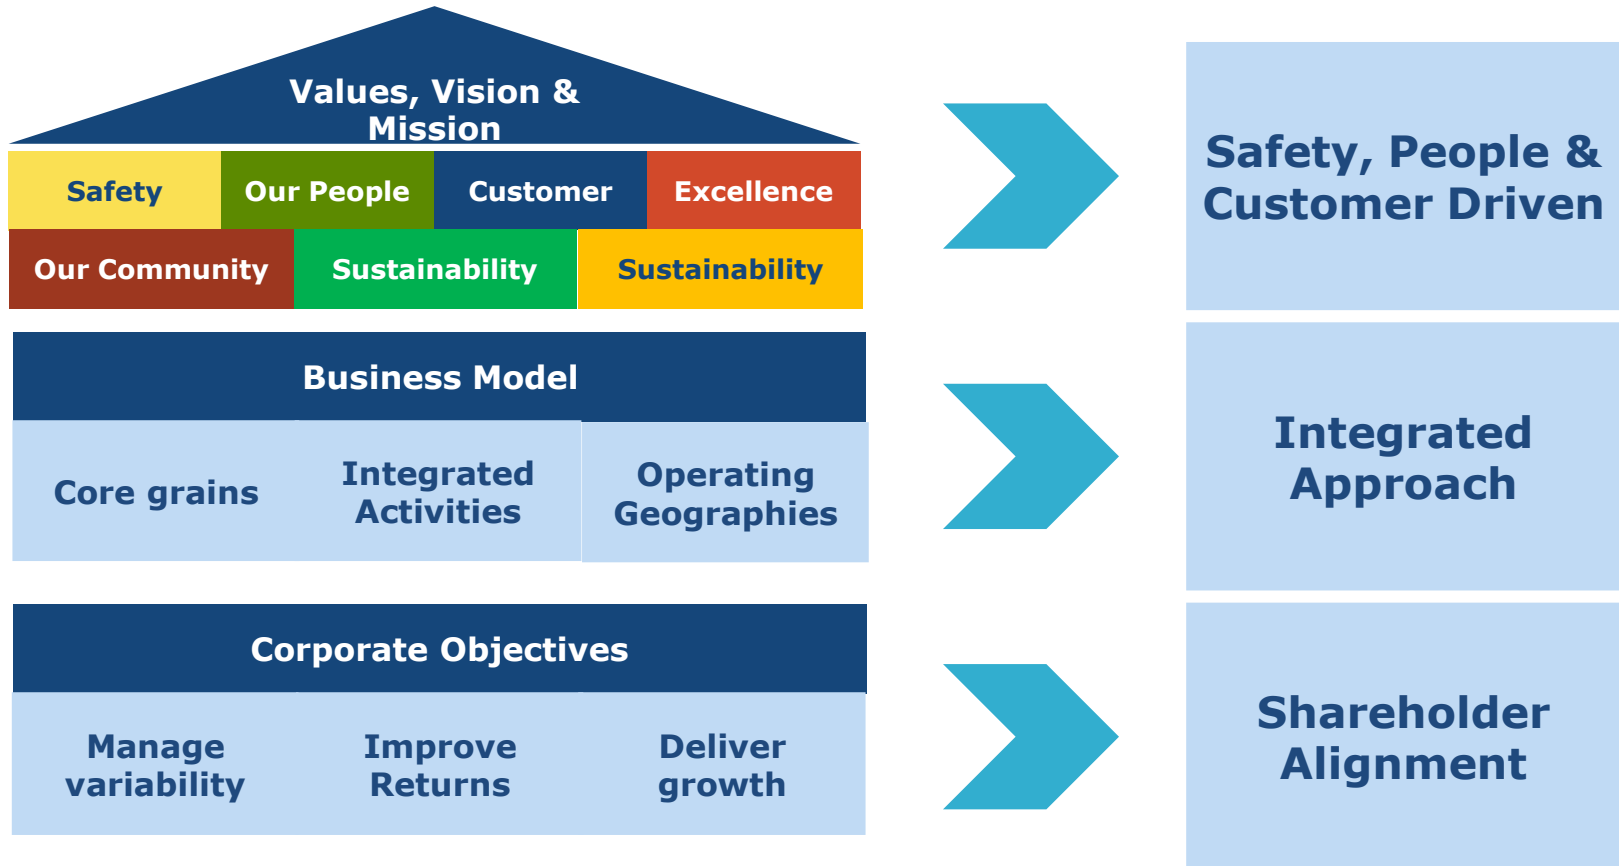 Values, Vision &
Mission
Safety
Our People
Customer
Excellence
Our Community
Sustainability
Sustainability
Safety, People &
Customer Driven
Business Model
Core grains
Integrated
Activities
Operating
Geographies
Integrated
Approach
Corporate Objectives
Manage
variability
Improve
Returns
Deliver
growth
Shareholder
Alignment